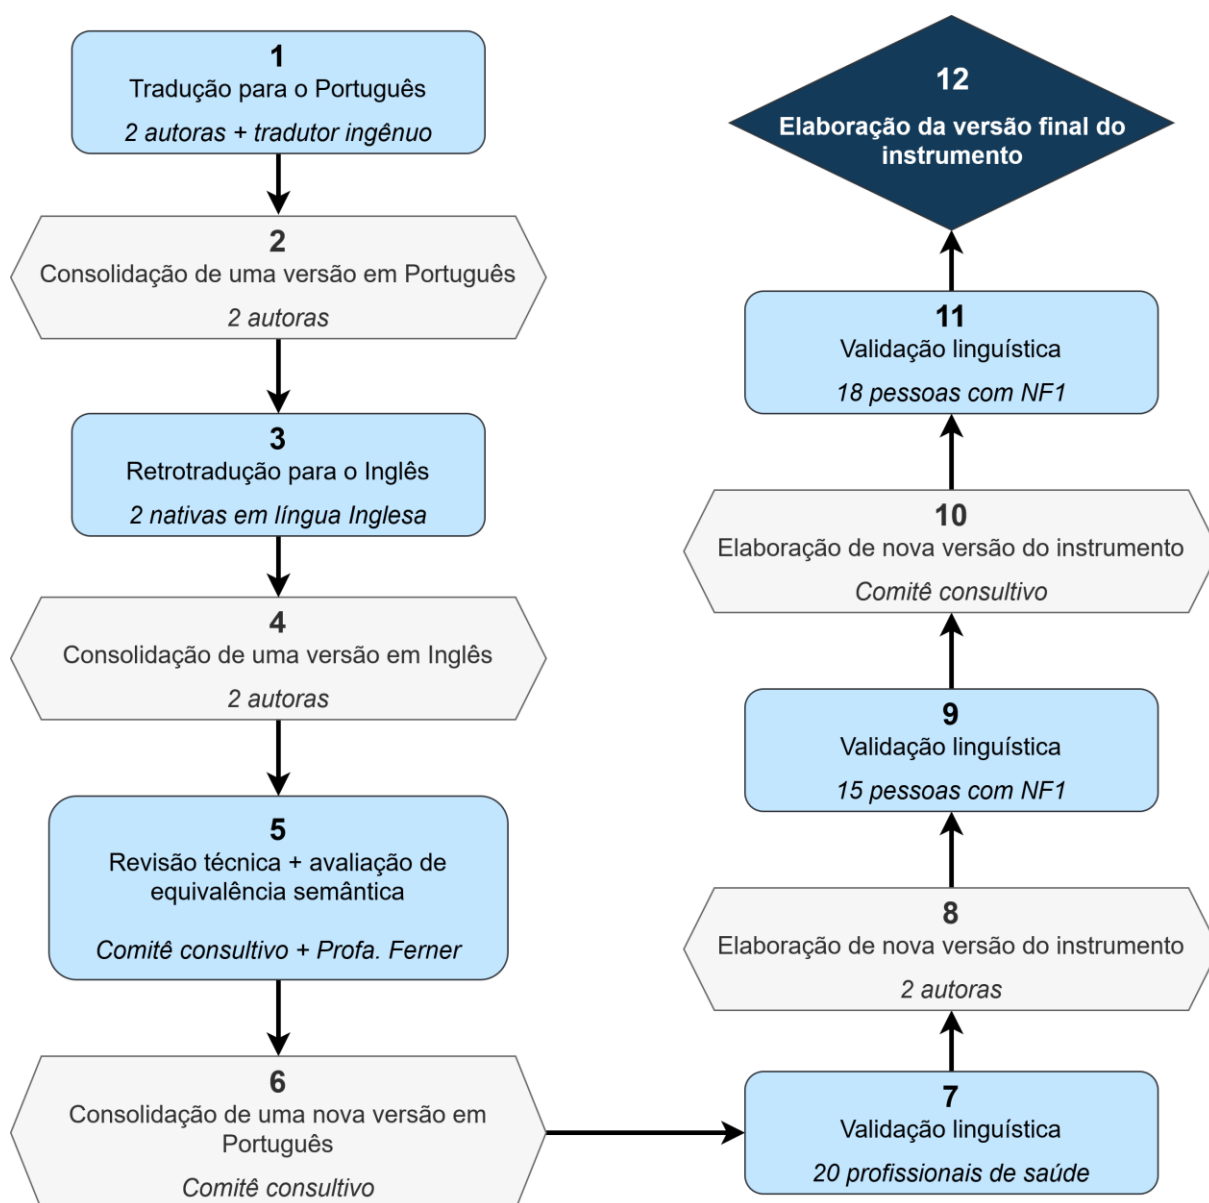 1
Tradução para o Português
2 autoras + tradutor ingênuo
2
Consolidação de uma versão em Português
2 autoras
3
Retrotradução para o Inglês
2 nativas em língua Inglesa
4
Consolidação de uma versão em Inglês
2 autoras
5
Revisão técnica + avaliação de
equivalência semântica
Comitê consultivo + Profa. Ferner
6
Consolidação de uma nova versão em
Português
Comitê consultivo
7
Validação linguística
20 profissionais de saúde
8
Elaboração de nova versão do instrumento
2 autoras
9
Validação linguística
15 pessoas com NF1
10
Elaboração de nova versão do instrumento
Comitê consultivo
11
Validação linguística
18 pessoas com NF1
12
Elaboração da versão final do
instrumento